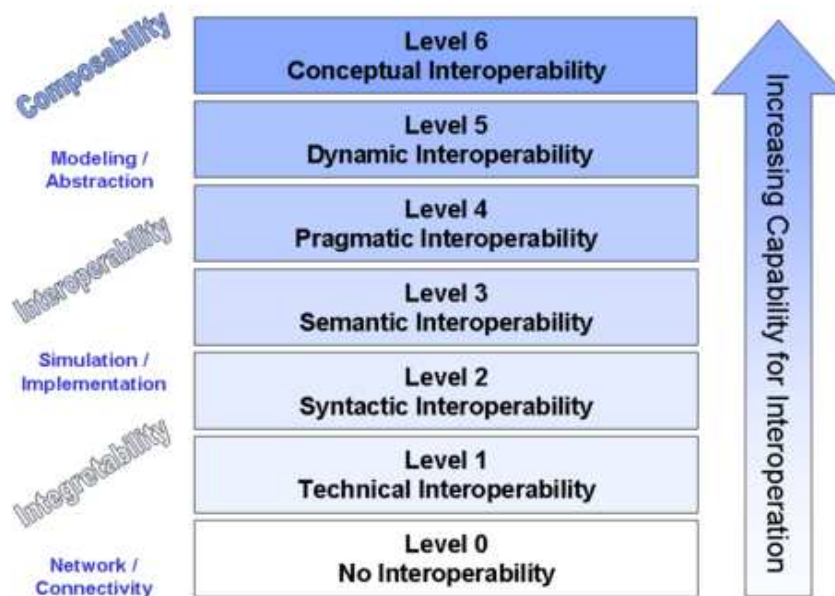 Composability
Level 6
Conceptual Interoperability
Modeling /
Abstraction
Level 5
Dynamic Interoperability
Level 4
Pragmatic Interoperability
Interoperability
Level 3
Semantic Interoperability
Simulation /
Implementation
Level 2
Syntactic Interoperability
Integretability
Level 1
Technical Interoperability
Network /
Connectivity
Level 0
No Interoperability
Increasing Capability for Interoperation